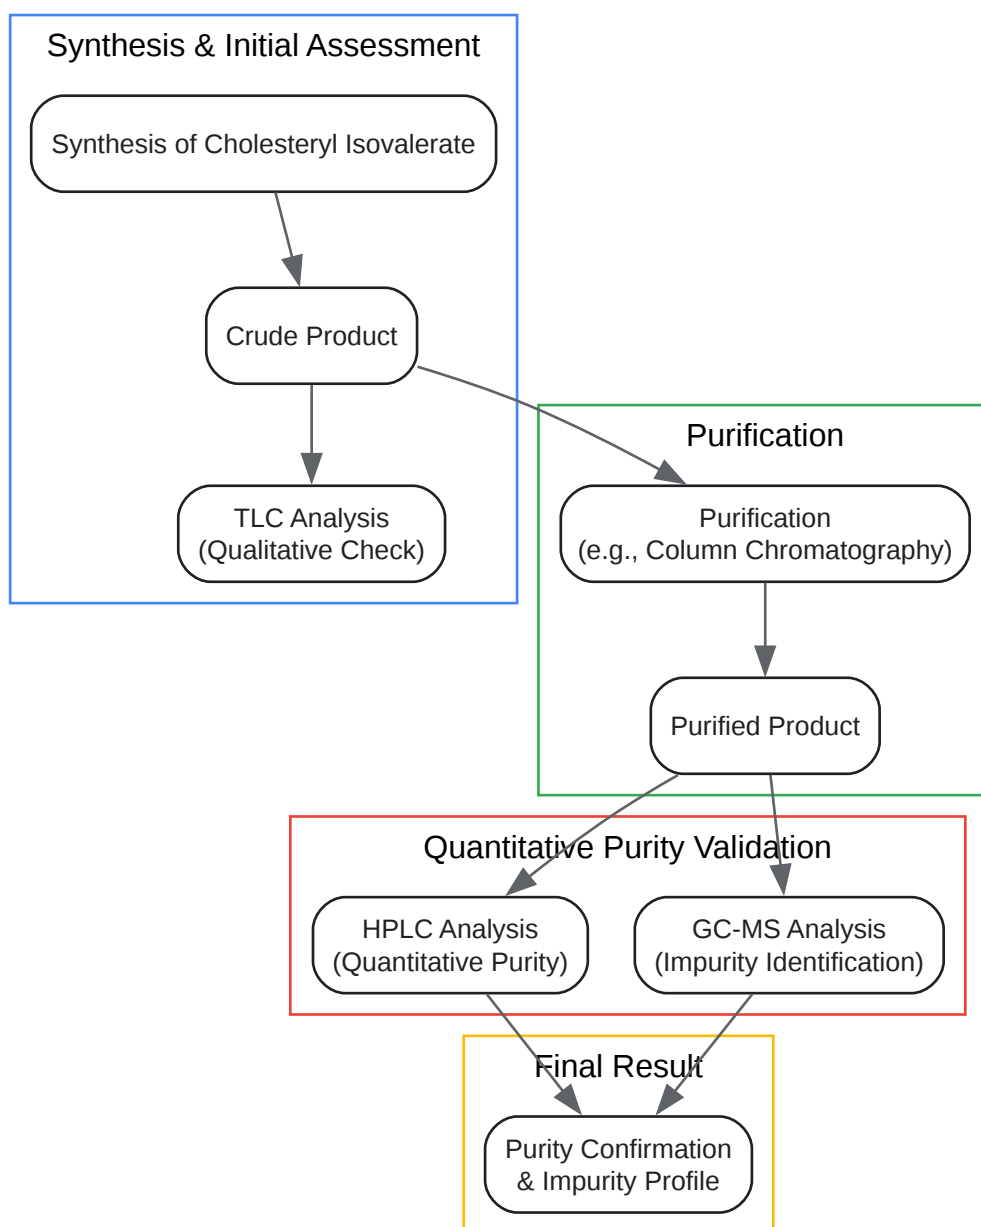 Synthesis & Initial Assessment
Synthesis of Cholesteryl Isovalerate
Crude Product
TLC Analysis
(Qualitative Check)
Purification
Purification
(e.g., Column Chromatography)
Purified Product
Quantitative Purity Validation
HPLC Analysis
(Quantitative Purity)
GC-MS Analysis
(Impurity Identification)
Final Result
Purity Confirmation
& Impurity Profile